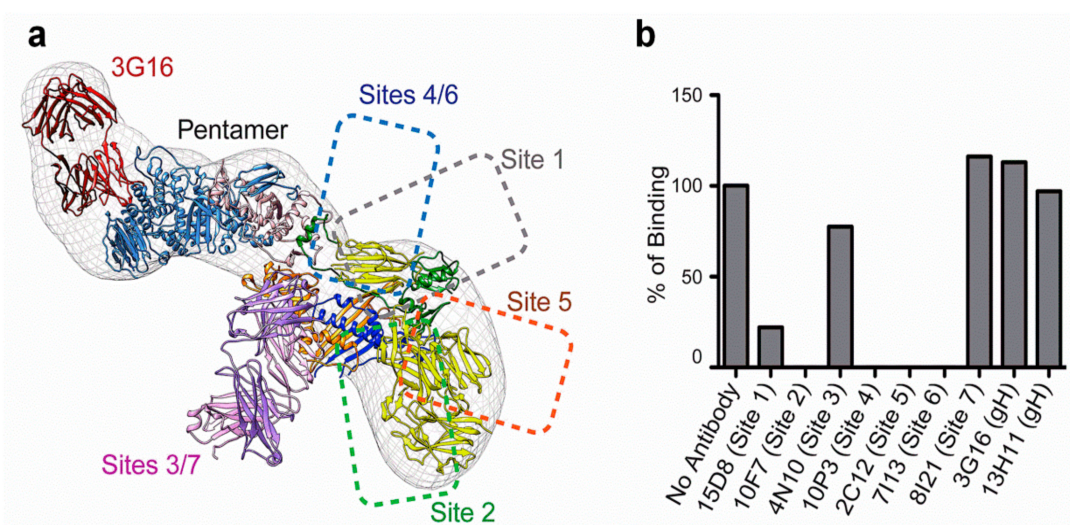 a
3G16
Pentamer
Sites 4/6
Site 1
Site 5
Sites 3/7
Site 2
b
% of Binding
150
100
50
0
No Antibody
15D8 (Site 1)
10F7 (Site 2)
4N10 (Site 3)
10P3 (Site 4)
2C12 (Site 5)
7I13 (Site 6)
8I21 (Site 7)
3G16 (gH)
13H11 (gH)